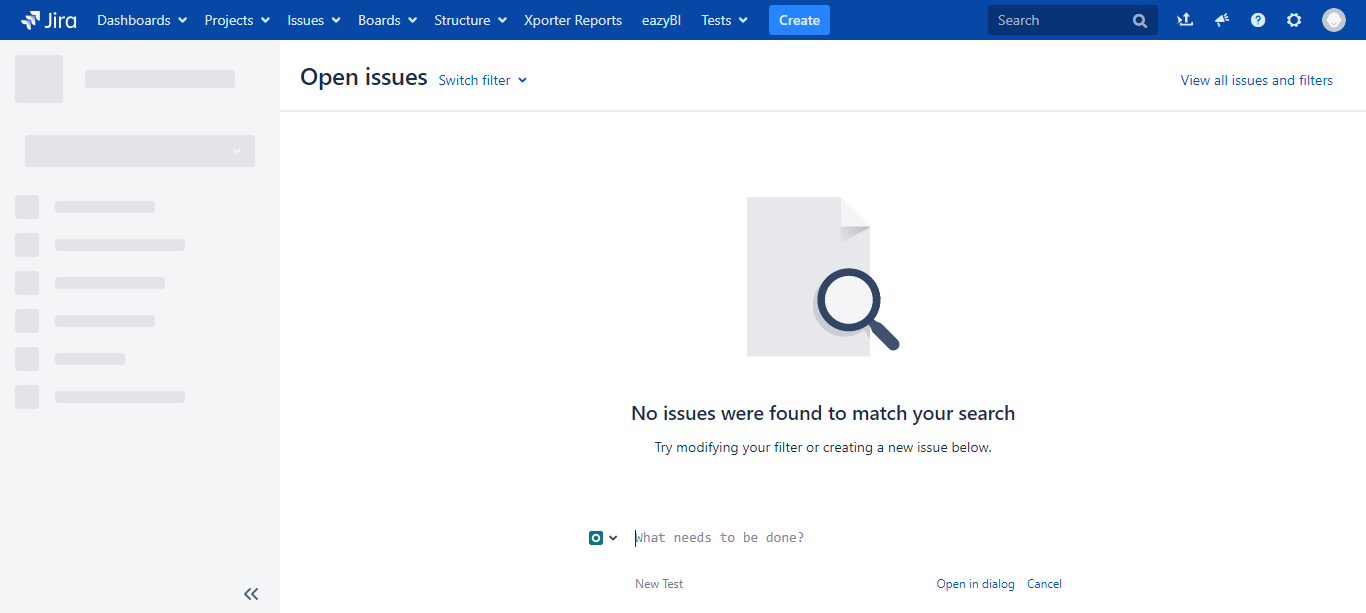 Jira Dashboards Projects Issues Boards Structure Xporter Reports eazyBI Tests Create Search
Open issues Switch filter View all issues and filters
No issues were found to match your search
Try modifying your filter or creating a new issue below.
What needs to be done?
New Test Open in dialog Cancel